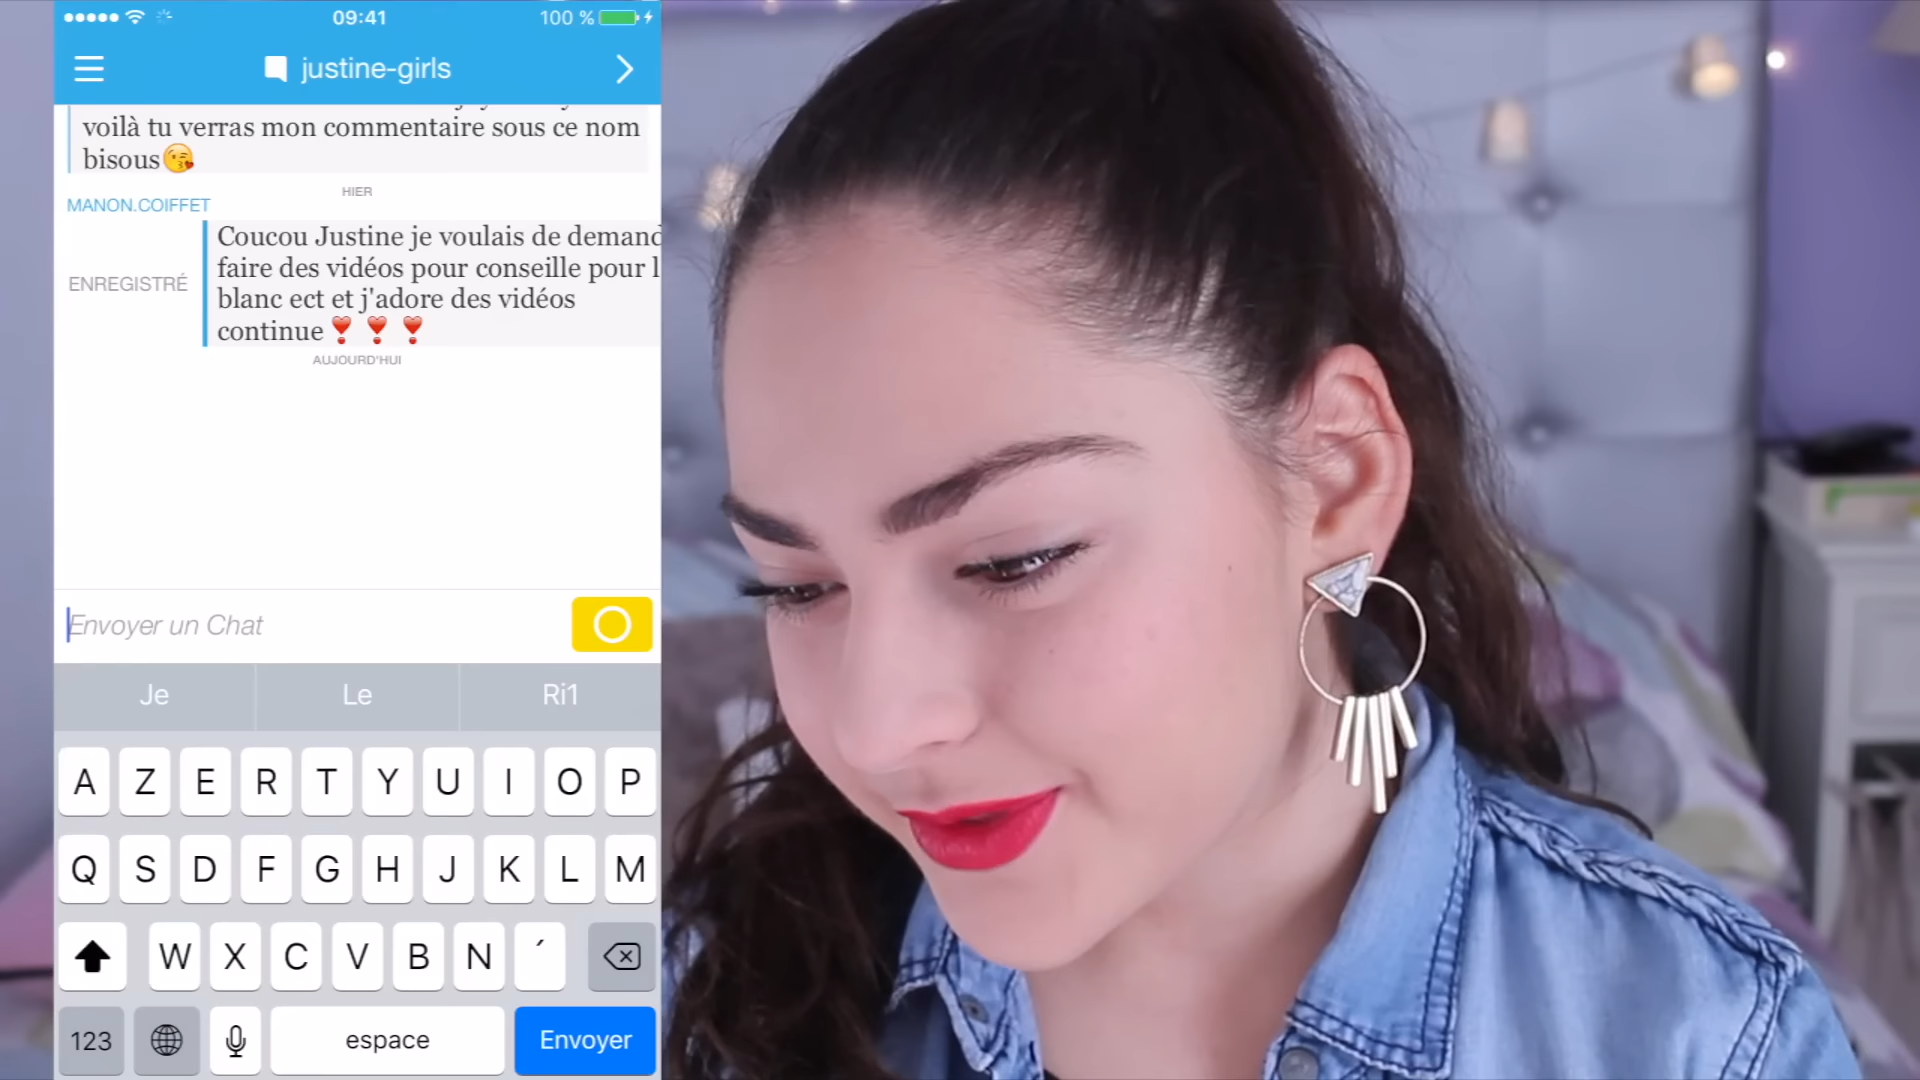 09:41
100 %
justine-girls
voilà tu verras mon commentaire sous ce nom
bisous
HIER
MANON.COIFFET
Coucou Justine je voulais de demand
faire des vidéos pour conseille pour l
ENREGISTRÉ
blanc ect et j'adore des vidéos
continue
AUJOURD'HUI
Envoyer un Chat
Je Le Ri1
A Z E R T Y U I O P
Q S D F G H J K L M
W X C V B N ´
123 espace Envoyer